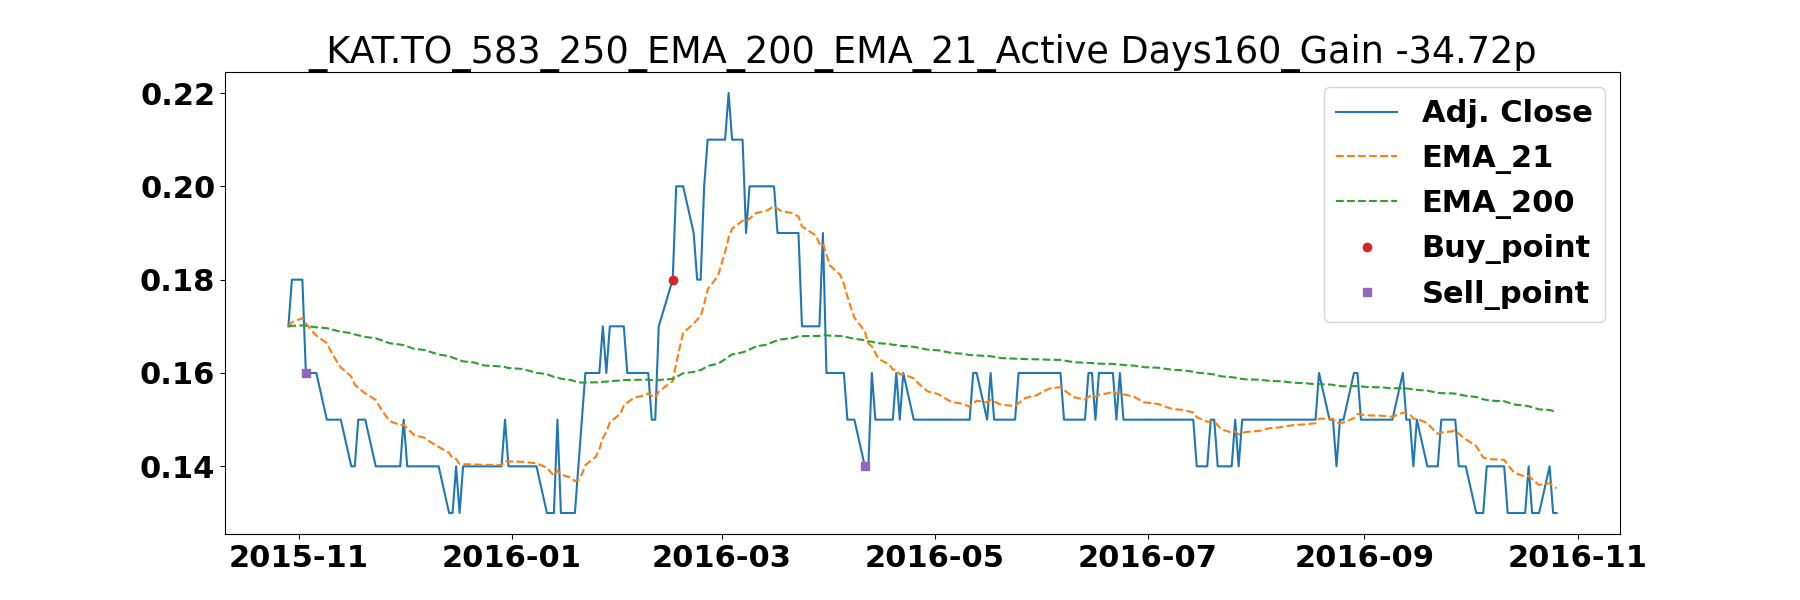 _KAT.TO_583_250_EMA_200_EMA_21_Active Days160_Gain -34.72p
0.22
0.20
0.18
0.16
0.14
Adj. Close
EMA_21
EMA_200
Buy_point
Sell_point
2015-11 2016-01 2016-03 2016-05 2016-07 2016-09 2016-11